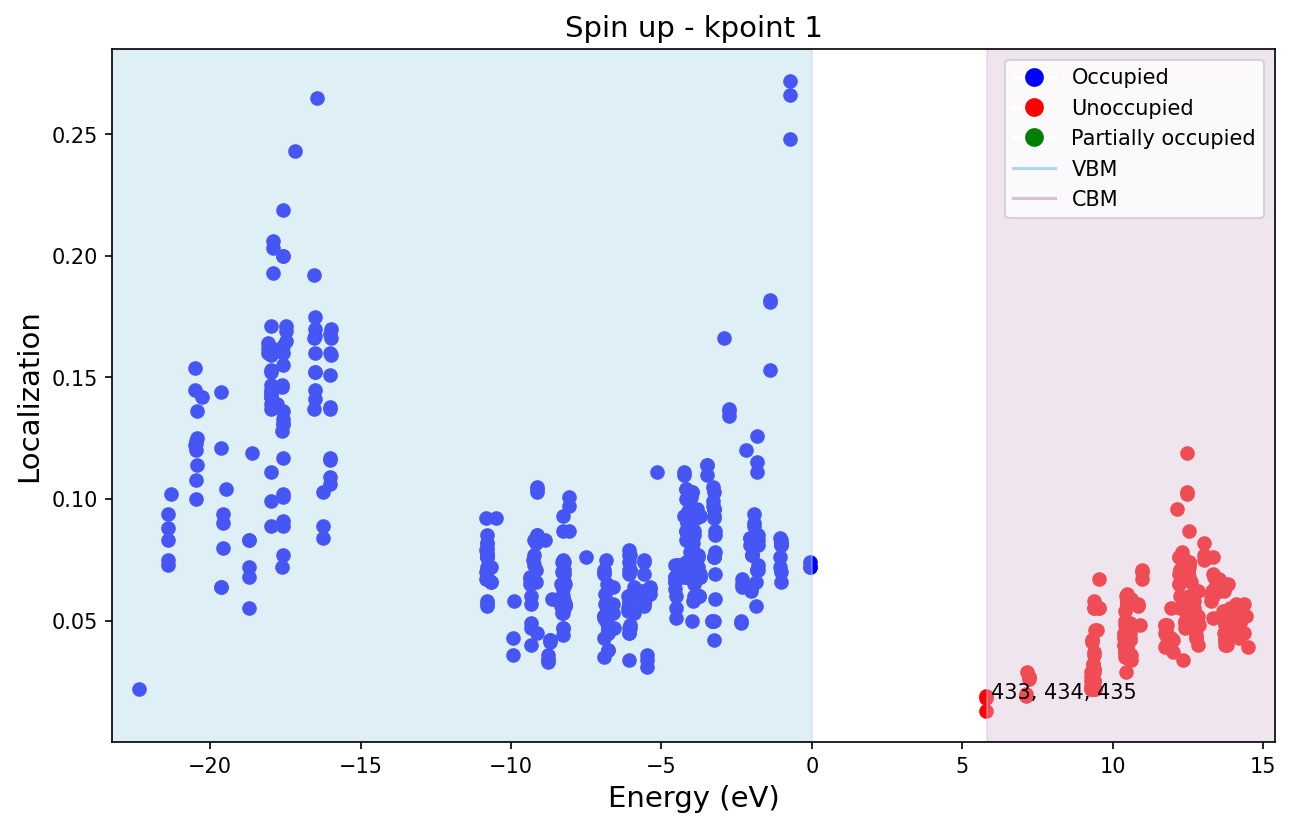 Spin up - kpoint 1
Localization
0.25
0.20
0.15
0.10
0.05
Occupied
Unoccupied
Partially occupied
VBM
CBM
433, 434, 435
−20
−15
−10
−5
0
5
10
15
Energy (eV)